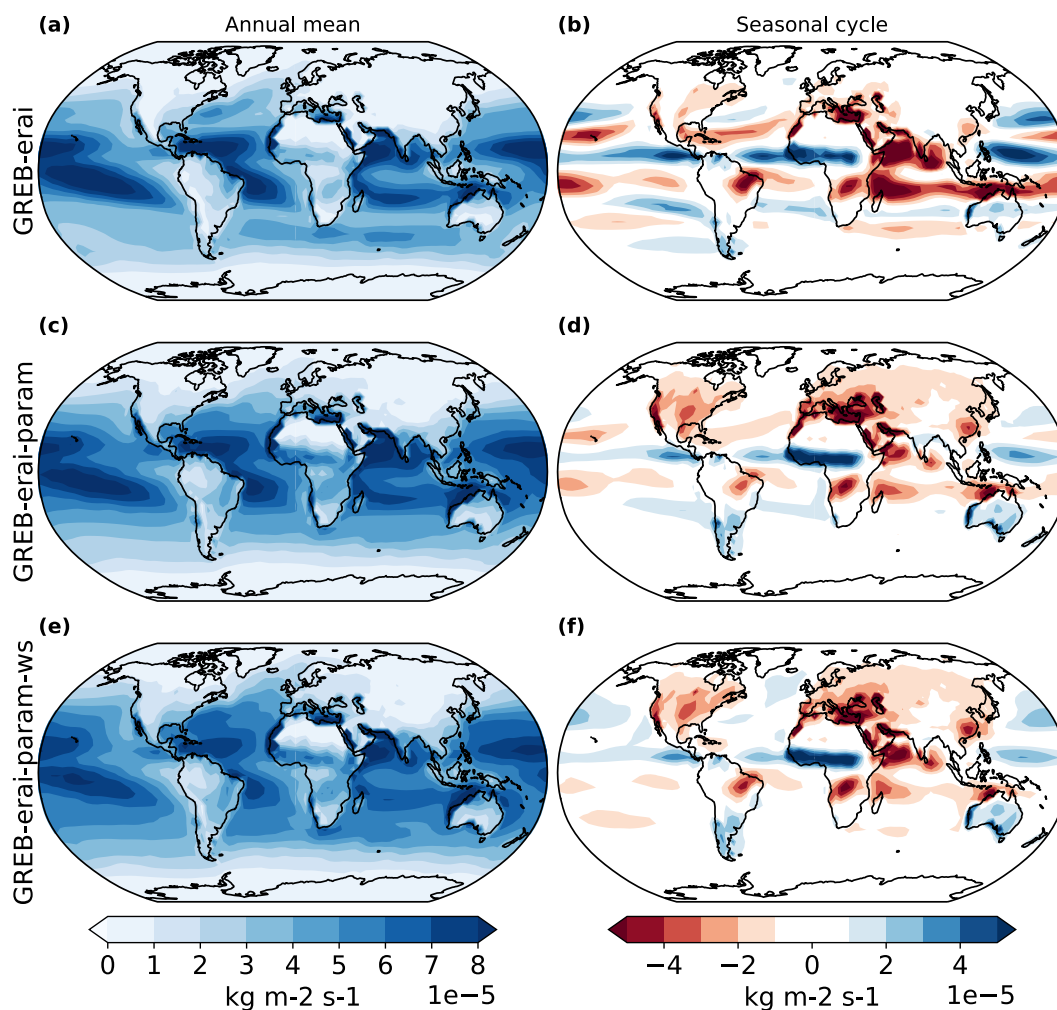 (a) Annual mean
(b) Seasonal cycle
GREB-erai
(c)
(d)
GREB-erai-param
(e)
(f)
GREB-erai-param-ws
0 1 2 3 4 5 6 7 8
kg m-2 s-1 1e−5
−4 −2 0 2 4
kg m-2 s-1 1e−5